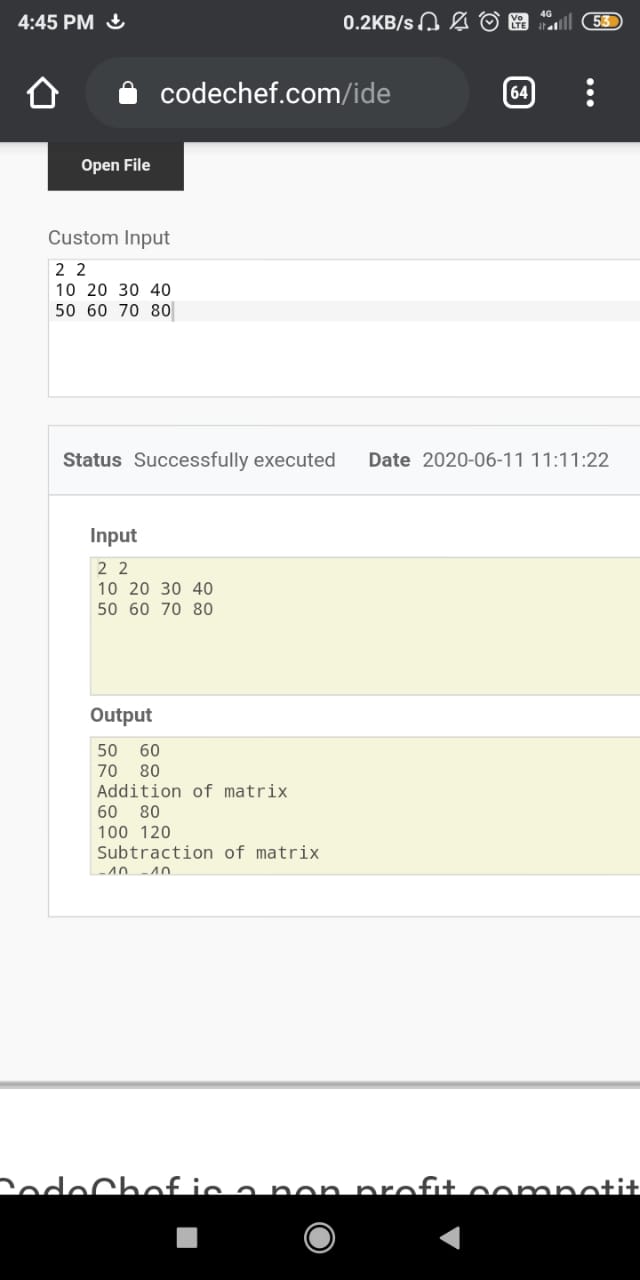 4:45 PM
0.2KB/s
Vo LTE
4G
53
codechef.com/ide
64
Open File
Custom Input
2 2
10 20 30 40
50 60 70 80
Status Successfully executed Date 2020-06-11 11:11:22
Input
2 2
10 20 30 40
50 60 70 80
Output
50 60
70 80
Addition of matrix
60 80
100 120
Subtraction of matrix
-40 -40
CodeChef is a non profit competit